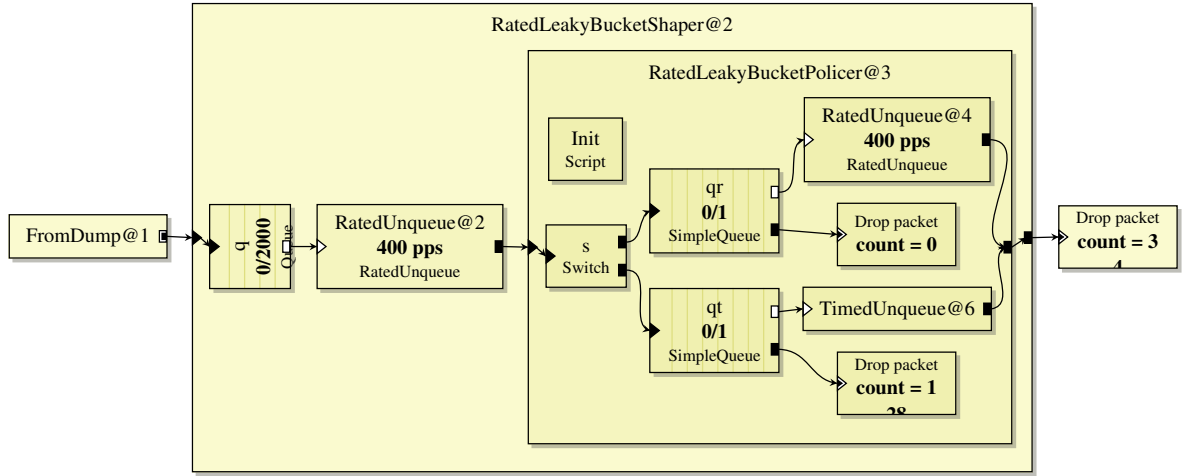 RatedLeakyBucketShaper@2
RatedLeakyBucketPolicer@3
FromDump@1
q
0/2000
Queue
RatedUnqueue@2
400 pps
RatedUnqueue
Init
Script
s
Switch
qr
0/1
SimpleQueue
RatedUnqueue@4
400 pps
RatedUnqueue
Drop packet
count = 0
qt
0/1
SimpleQueue
TimedUnqueue@6
Drop packet
count = 1
28
Drop packet
count = 3
4